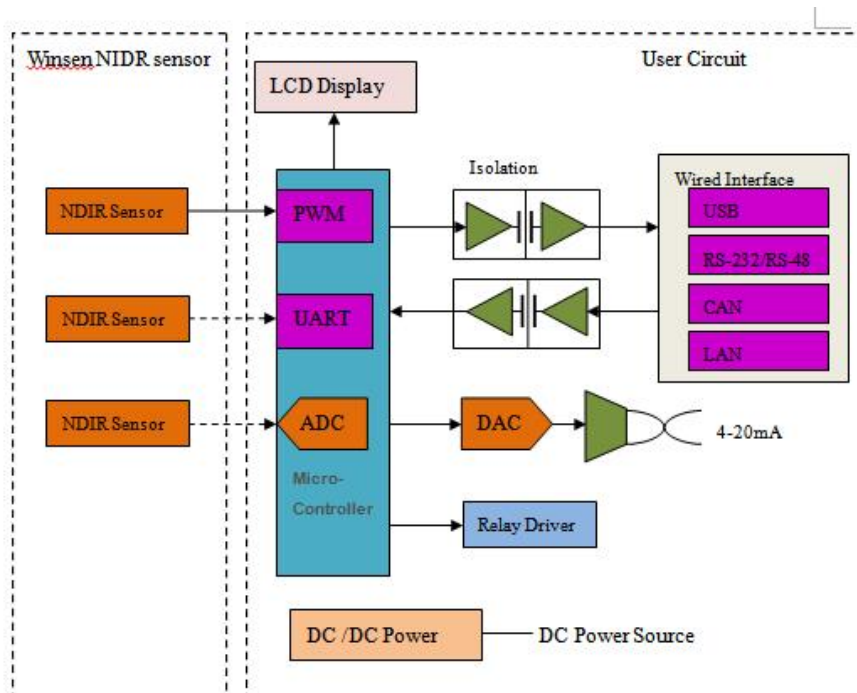 Winsen NIDR sensor
User Circuit
LCD Display
Isolation
Wired Interface
NDIR Sensor
PWM
USB
RS-232/RS-48
NDIR Sensor
UART
CAN
LAN
NDIR Sensor
ADC
DAC
4-20mA
Micro-
Controller
Relay Driver
DC /DC Power
DC Power Source